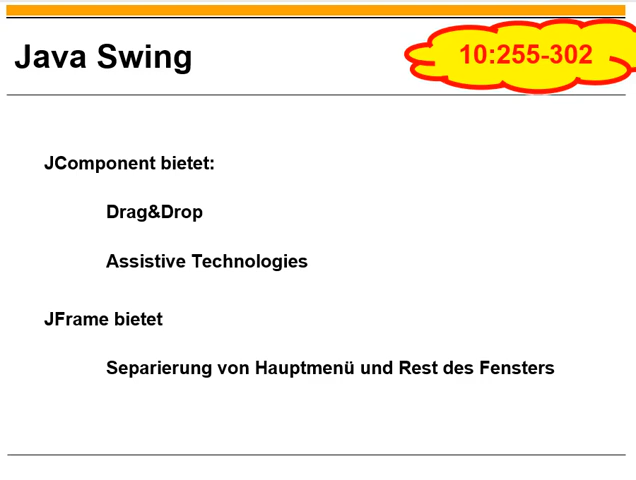 Java Swing
10:255-302
JComponent bietet:
Drag&Drop
Assistive Technologies
JFrame bietet
Separierung von Hauptmenü und Rest des Fensters